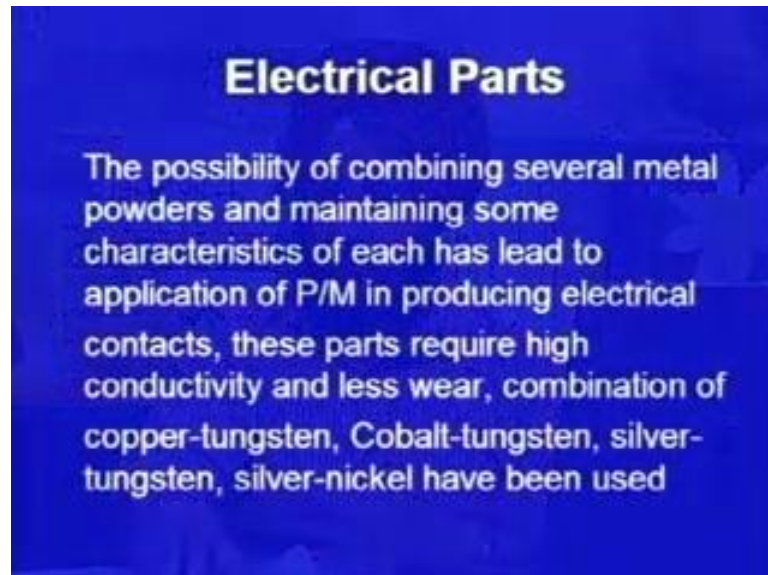 Electrical Parts
The possibility of combining several metal
powders and maintaining some
characteristics of each has lead to
application of P/M in producing electrical
contacts, these parts require high
conductivity and less wear, combination of
copper-tungsten, Cobalt-tungsten, silver-
tungsten, silver-nickel have been used